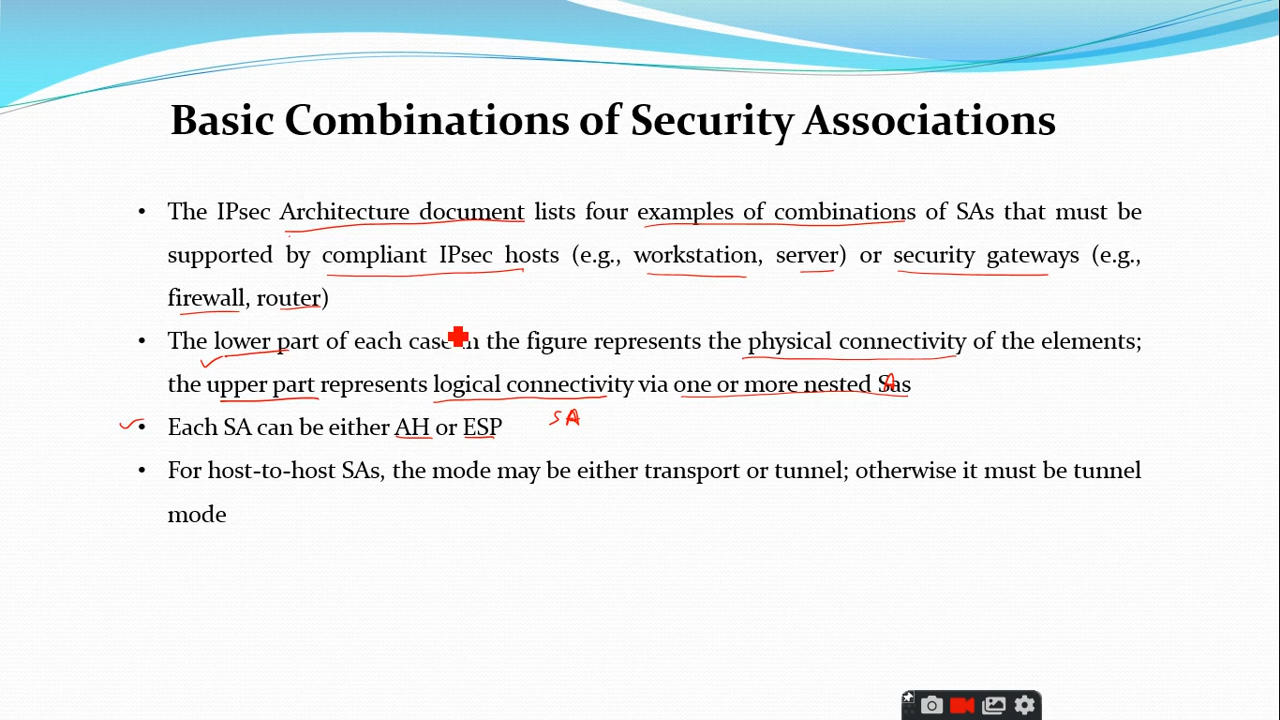 Basic Combinations of Security Associations
• The IPsec Architecture document lists four examples of combinations of SAs that must be
supported by compliant IPsec hosts (e.g., workstation, server) or security gateways (e.g.,
firewall, router)
• The lower part of each case in the figure represents the physical connectivity of the elements;
the upper part represents logical connectivity via one or more nested Sas
A
SA
• Each SA can be either AH or ESP
• For host-to-host SAs, the mode may be either transport or tunnel; otherwise it must be tunnel
mode